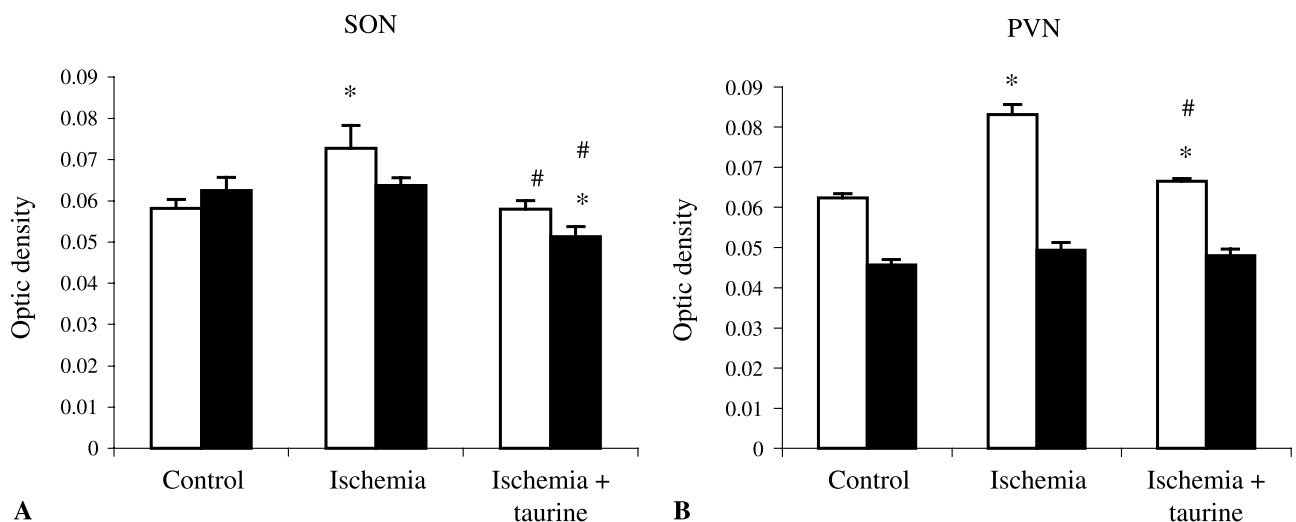 SON
0.09
0.08
0.07
0.06
0.05
0.04
0.03
0.02
0.01
0
Optic density
*
#
#
*
Control
Ischemia
Ischemia +
taurine
A
PVN
0.09
0.08
0.07
0.06
0.05
0.04
0.03
0.02
0.01
0
Optic density
*
#
*
Control
Ischemia
Ischemia +
taurine
B